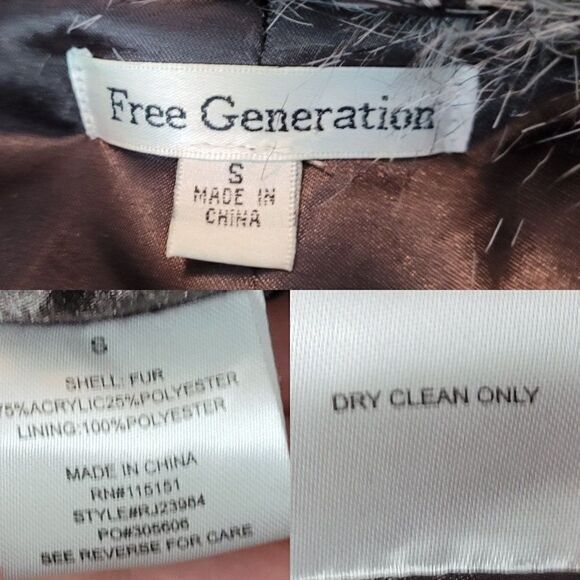 Free Generation
S
MADE IN
CHINA
S
SHELL: FUR
75%ACRYLIC25%POLYESTER
LINING:100%POLYESTER
MADE IN CHINA
RN#115151
STYLE#RJ23984
PO#305606
SEE REVERSE FOR CARE
DRY CLEAN ONLY